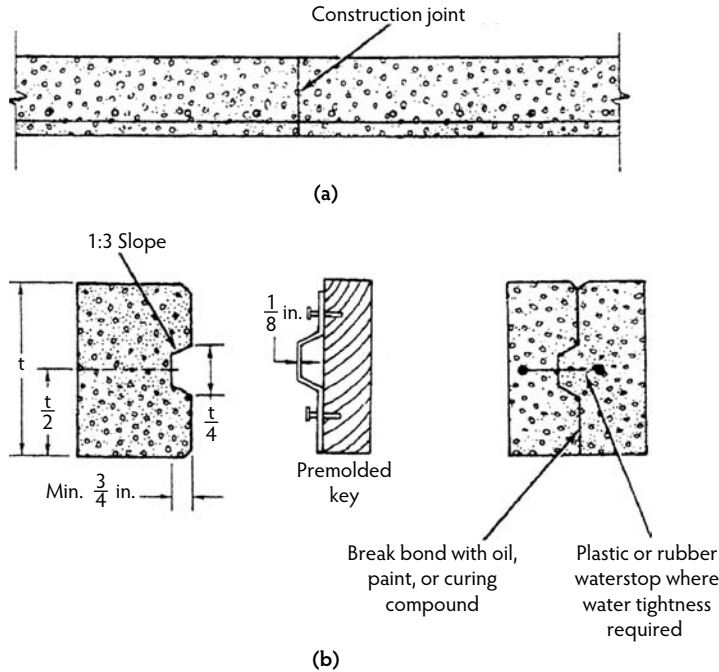 Construction joint
(a)
1:3 Slope
t
t/2
t/4
Min. 3/4 in.
1/8 in.
Premolded
key
Break bond with oil,
paint, or curing
compound
Plastic or rubber
waterstop where
water tightness
required
(b)